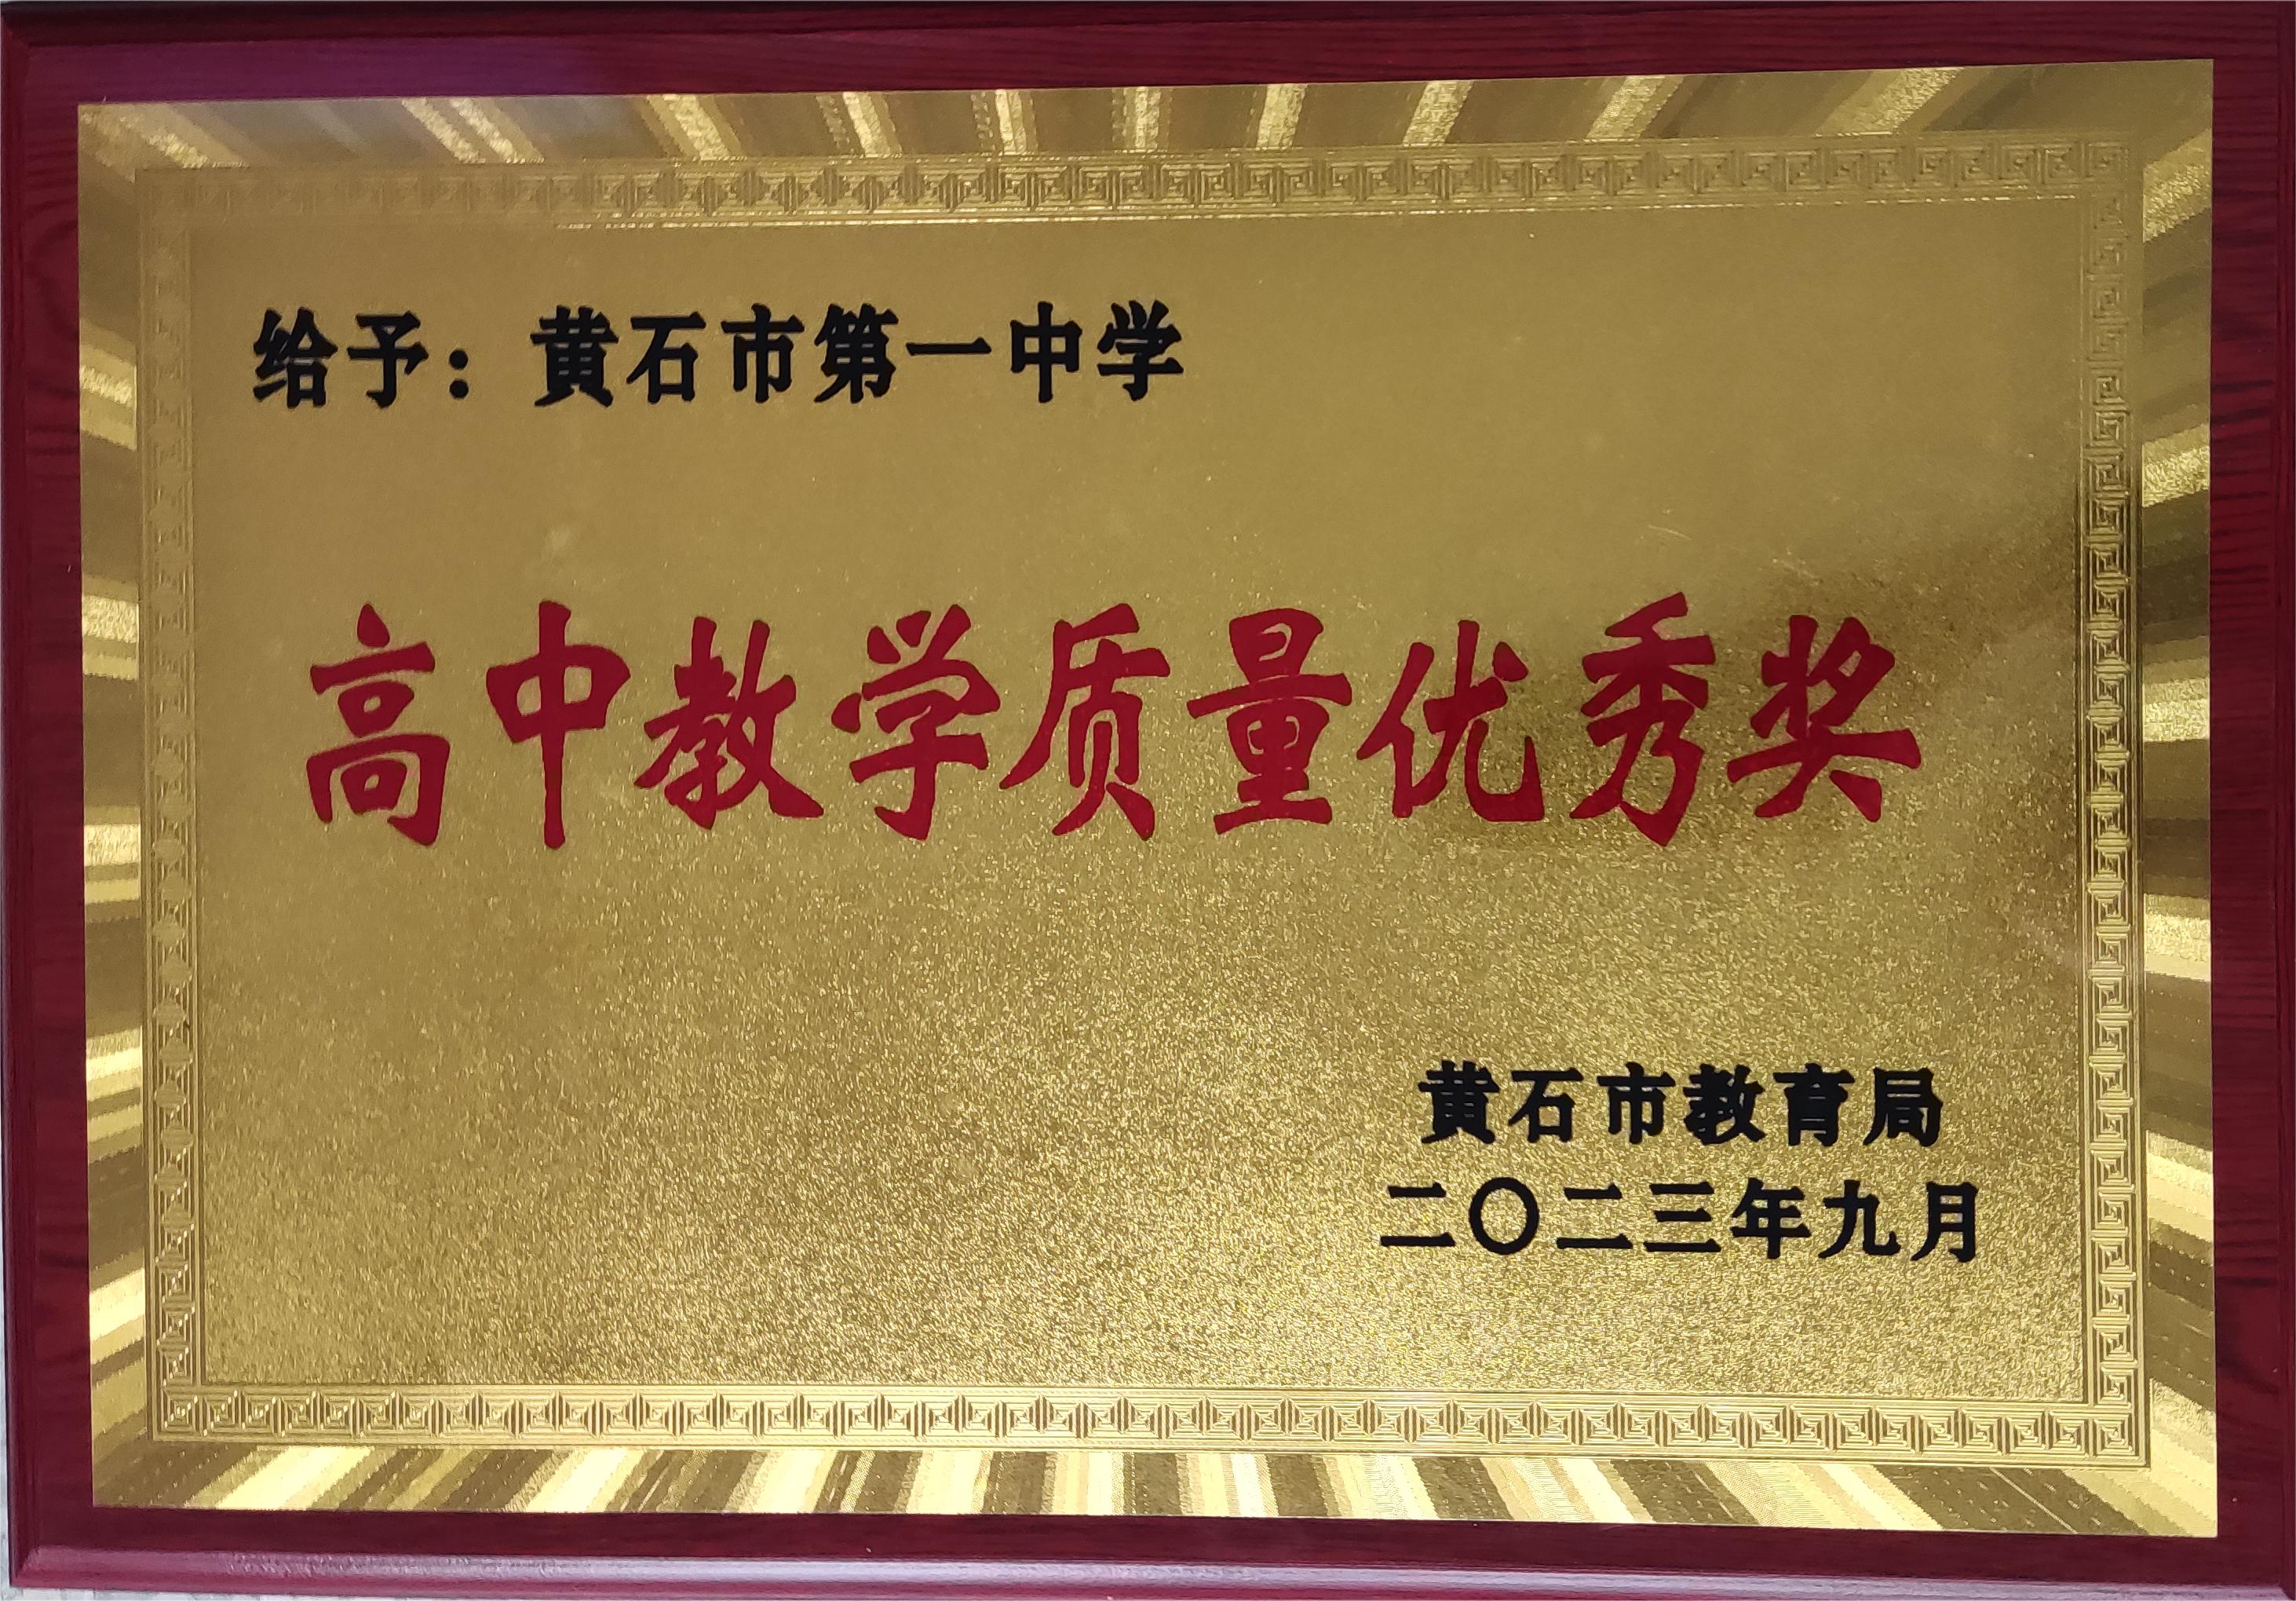 给予：黄石市第一中学
高中教学质量优秀奖
黄石市教育局
二〇二三年九月